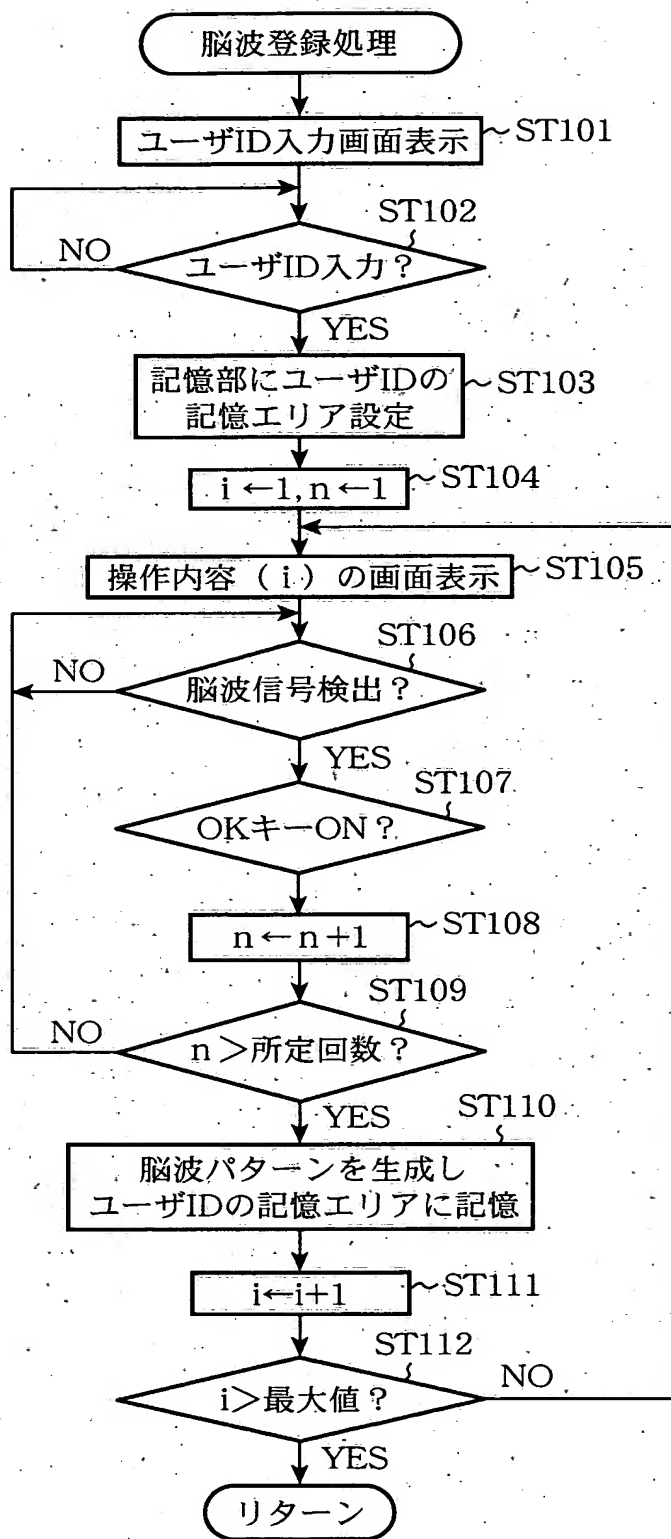 脳波登録処理
ユーザID入力画面表示
ST101
ST102
NO
ユーザID入力？
YES
記憶部にユーザIDの
記憶エリア設定
ST103
i←1,n←1
ST104
操作内容（i）の画面表示
ST105
ST106
NO
脳波信号検出？
YES
ST107
OKキーON？
n←n+1
ST108
ST109
NO
n＞所定回数？
YES
ST110
脳波パターンを生成し
ユーザIDの記憶エリアに記憶
i←i+1
ST111
ST112
i＞最大値？
NO
YES
リターン